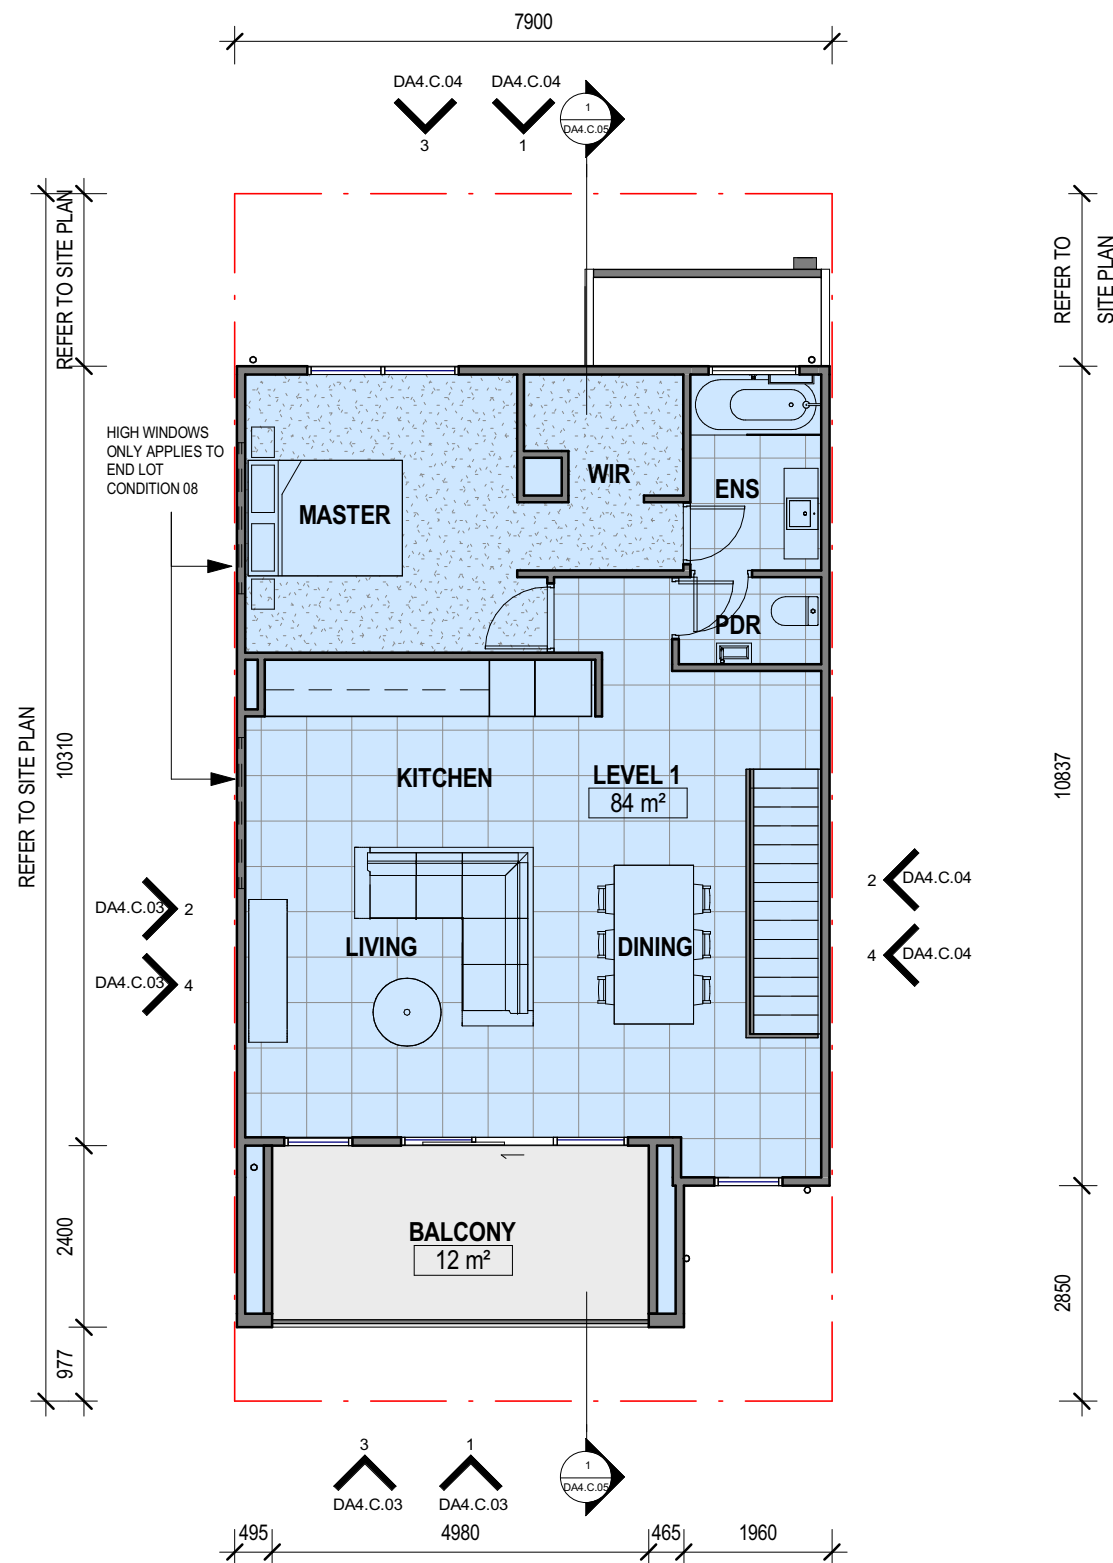 7900
DA4.C.04
3
DA4.C.04
1
1
DA4.C.05
REFER TO SITE PLAN
REFER TO
SITE PLAN
HIGH WINDOWS
ONLY APPLIES TO
END LOT
CONDITION 08
MASTER
WIR
ENS
PDR
REFER TO SITE PLAN
10310
10837
KITCHEN
LEVEL 1
84 m²
DA4.C.03
2
2
DA4.C.04
LIVING
DINING
DA4.C.03
4
4
DA4.C.04
2400
BALCONY
12 m²
2850
977
3
DA4.C.03
1
DA4.C.03
1
DA4.C.05
495
4980
465
1960